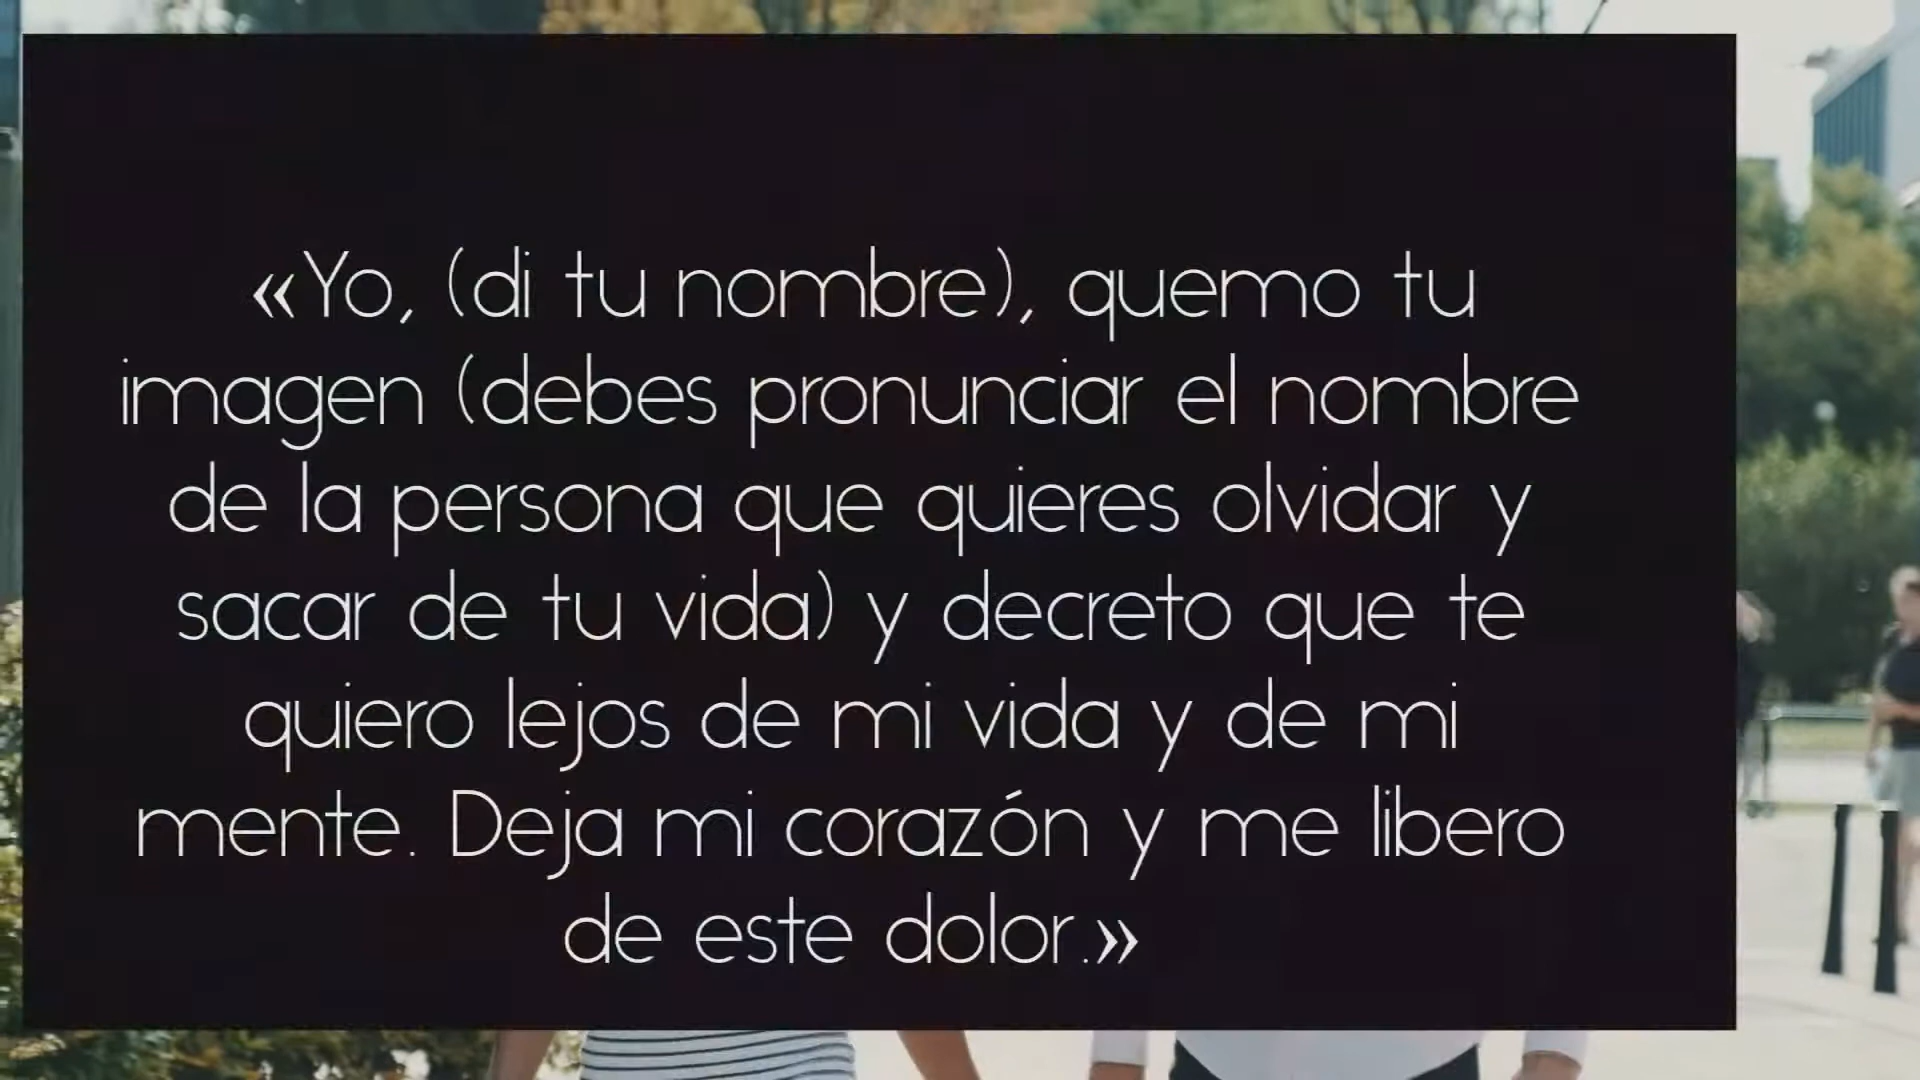 «Yo, (di tu nombre), quemo tu
imagen (debes pronunciar el nombre
de la persona que quieres olvidar y
sacar de tu vida) y decreto que te
quiero lejos de mi vida y de mi
mente. Deja mi corazón y me libero
de este dolor.»